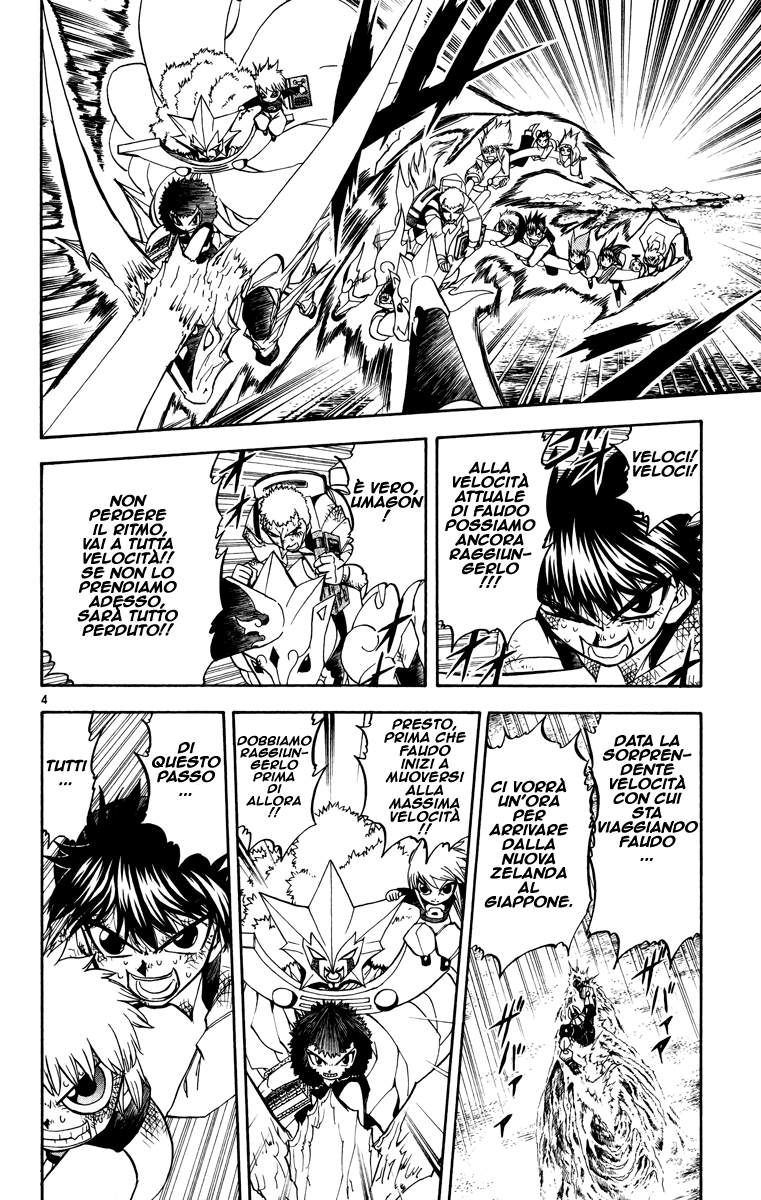 VELOCI!
VELOCI!
ALLA
VELOCITÀ
ATTUALE
DI FAUDO
POSSIAMO
ANCORA
RAGGIUN-
GERLO
!!!
È VERO,
UMAGON
!
NON
PERDERE
IL RITMO,
VAI A TUTTA
VELOCITÀ!!
SE NON LO
PRENDIAMO
ADESSO,
SARÀ TUTTO
PERDUTO!!
4
DATA LA
SORPREN-
DENTE
VELOCITÀ
CON CUI
STA
VIAGGIANDO
FAUDO
...
CI VORRÀ
UN'ORA
PER
ARRIVARE
DALLA
NUOVA
ZELANDA
AL
GIAPPONE.
PRESTO,
PRIMA CHE
FAUDO
INIZI A
MUOVERSI
ALLA
MASSIMA
VELOCITÀ
!!
DOBBIAMO
RAGGIUN-
GERLO
PRIMA
DI
ALLORA
!!
DI
QUESTO
PASSO
...
TUTTI
...